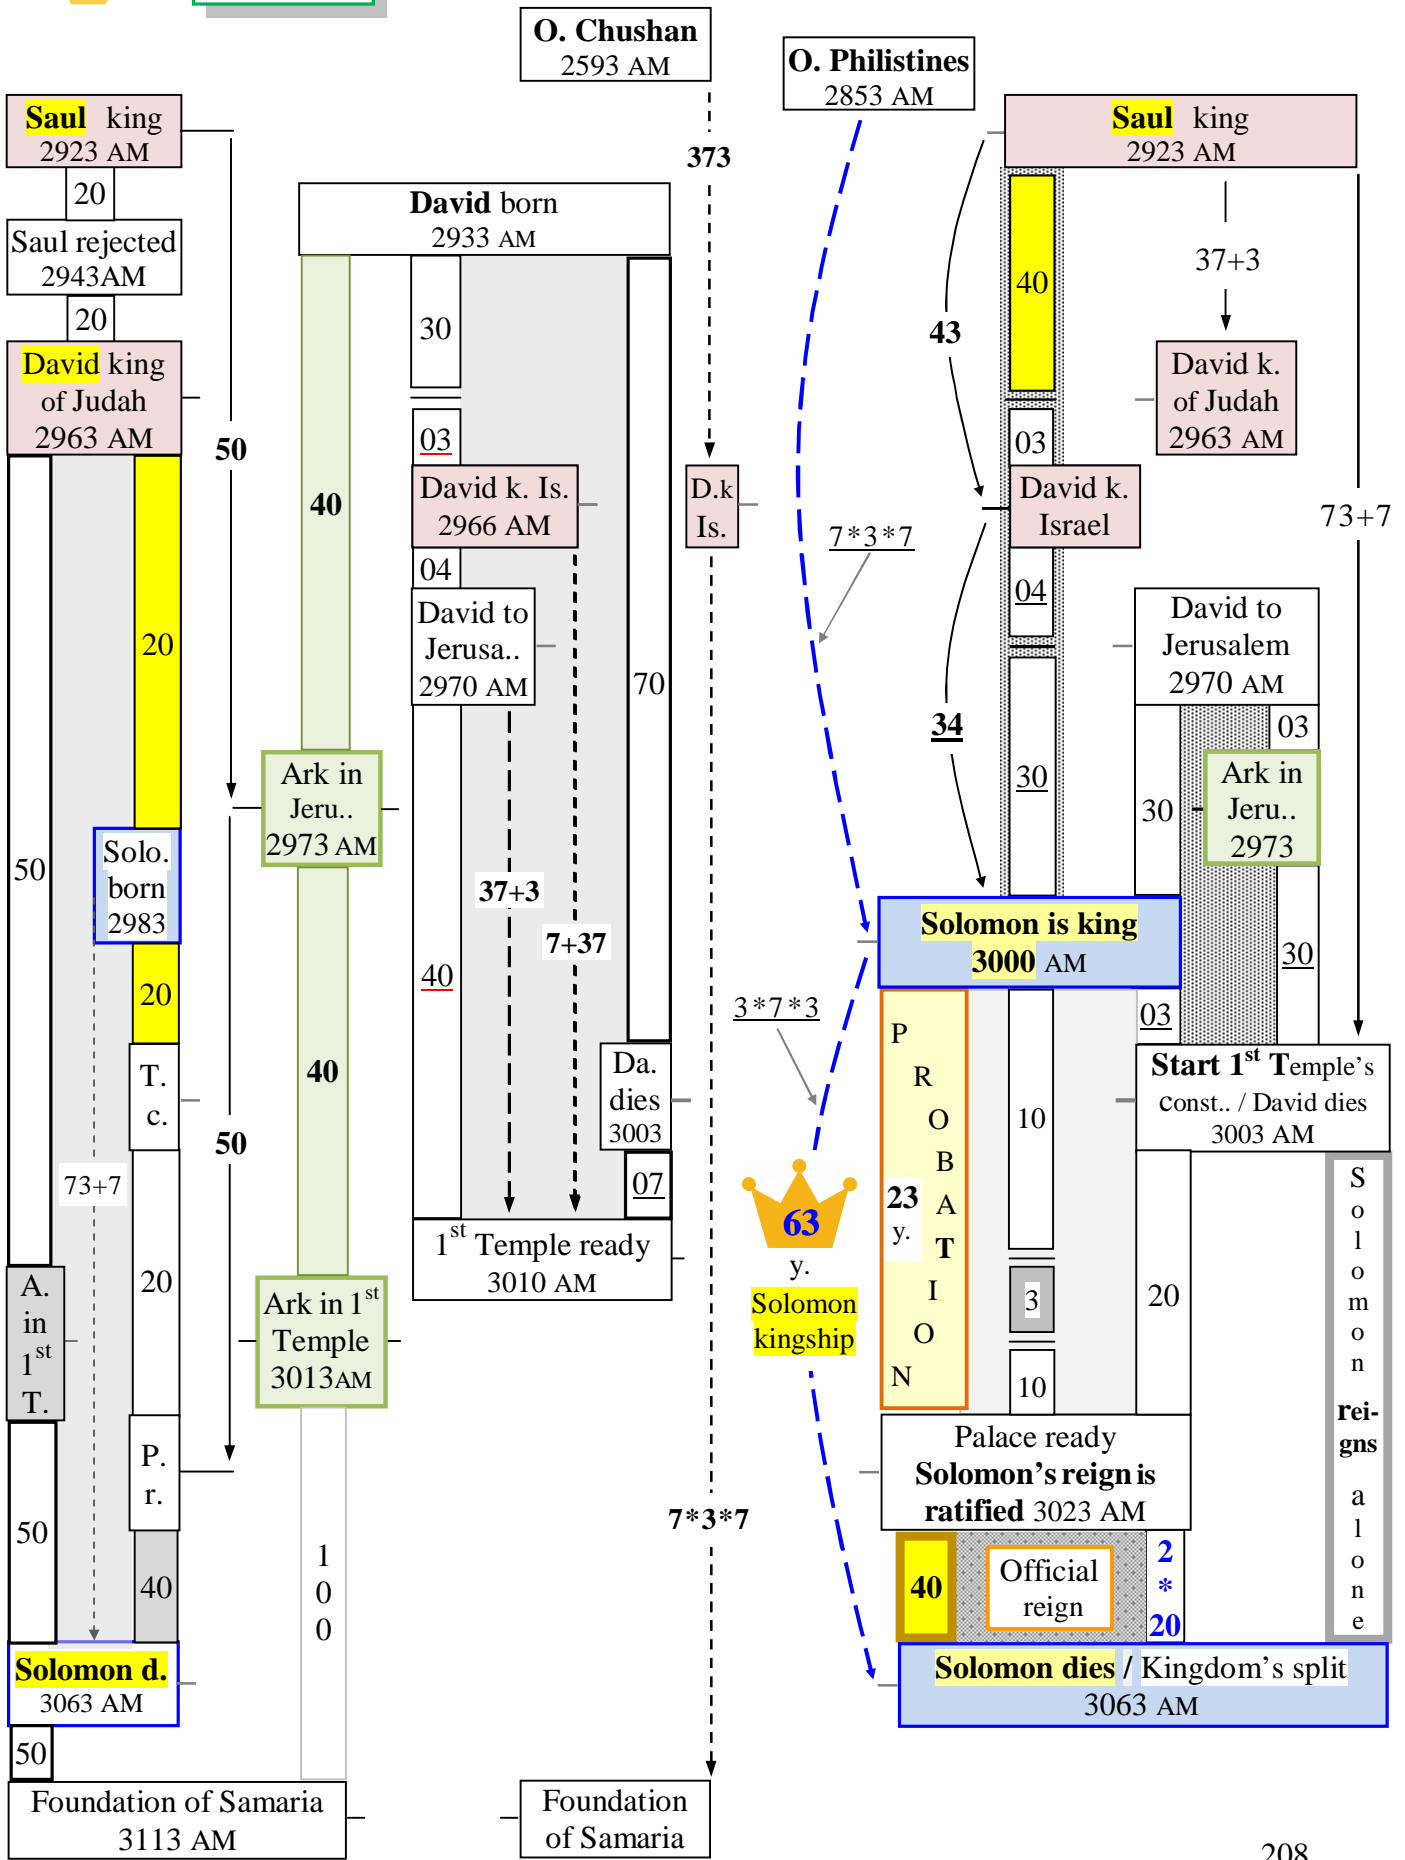 O. Chushan
2593 AM
O. Philistines
2853 AM
Saul king
2923 AM
20
Saul rejected
2943AM
20
David king
of Judah
2963 AM
50
20
Solo.
born
2983
20
T.
c.
73+7
20
A.
in
1st
T.
P.
r.
50
40
Solomon d.
3063 AM
50
Foundation of Samaria
3113 AM
50
50
David born
2933 AM
40
30
03
David k. Is.
2966 AM
04
David to
Jerusa..
2970 AM
70
Ark in
Jeru..
2973 AM
37+3
7+37
40
40
Da.
dies
3003
07
1st Temple ready
3010 AM
Ark in 1st
Temple
3013AM
1
0
0
373
D.k
Is.
7*3*7
Foundation
of Samaria
7*3*7
3*7*3
63
y.
Solomon
kingship
Saul king
2923 AM
40
43
37+3
David k.
of Judah
2963 AM
73+7
03
David k.
Israel
04
34
30
David to
Jerusalem
2970 AM
03
30
Ark in
Jeru..
2973
30
Solomon is king
3000 AM
03
P
R
O
B
A
T
I
O
N
23
y.
10
3
10
Start 1st Temple's
const.. / David dies
3003 AM
20
S
o
l
o
m
o
n
rei-
gns
a
l
o
n
e
Palace ready
Solomon's reign is
ratified 3023 AM
40
Official
reign
2
*
20
Solomon dies / Kingdom's split
3063 AM
208